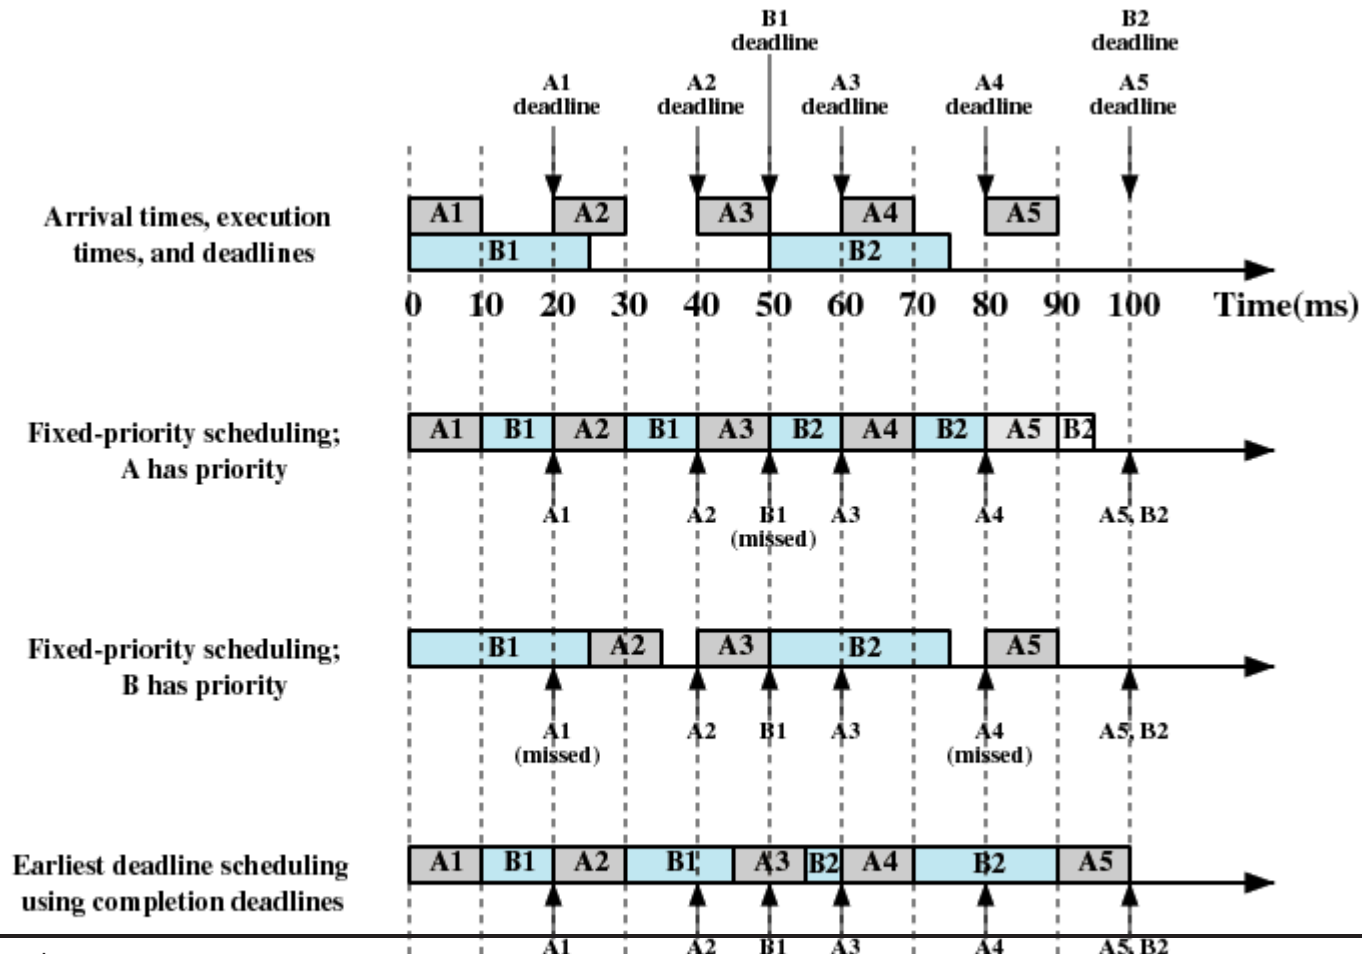 B1
deadline
B2
deadline
A1
deadline
A2
deadline
A3
deadline
A4
deadline
A5
deadline
Arrival times, execution
times, and deadlines
A1 A2 A3 A4 A5
B1 B2
0 10 20 30 40 50 60 70 80 90 100 Time(ms)
Fixed-priority scheduling;
A has priority
A1 B1 A2 B1 A3 B2 A4 B2 A5 B2
A1 A2 B1 A3 A4 A5, B2
(missed)
Fixed-priority scheduling;
B has priority
B1 A2 A3 B2 A5
A1 A2 B1 A3 A4 A5, B2
(missed) (missed)
Earliest deadline scheduling
using completion deadlines
A1 B1 A2 B1 A3 B2 A4 B2 A5
A1 A2 B1 A3 A4 A5, B2